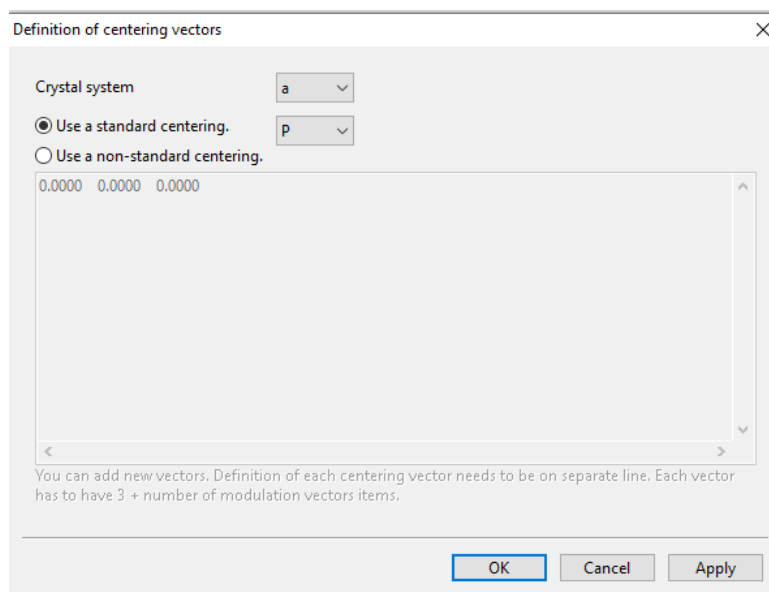 Definition of centering vectors
Crystal system
a
Use a standard centering.
P
Use a non-standard centering.
0.0000 0.0000 0.0000
You can add new vectors. Definition of each centering vector needs to be on separate line. Each vector
has to have 3 + number of modulation vectors items.
OK Cancel Apply